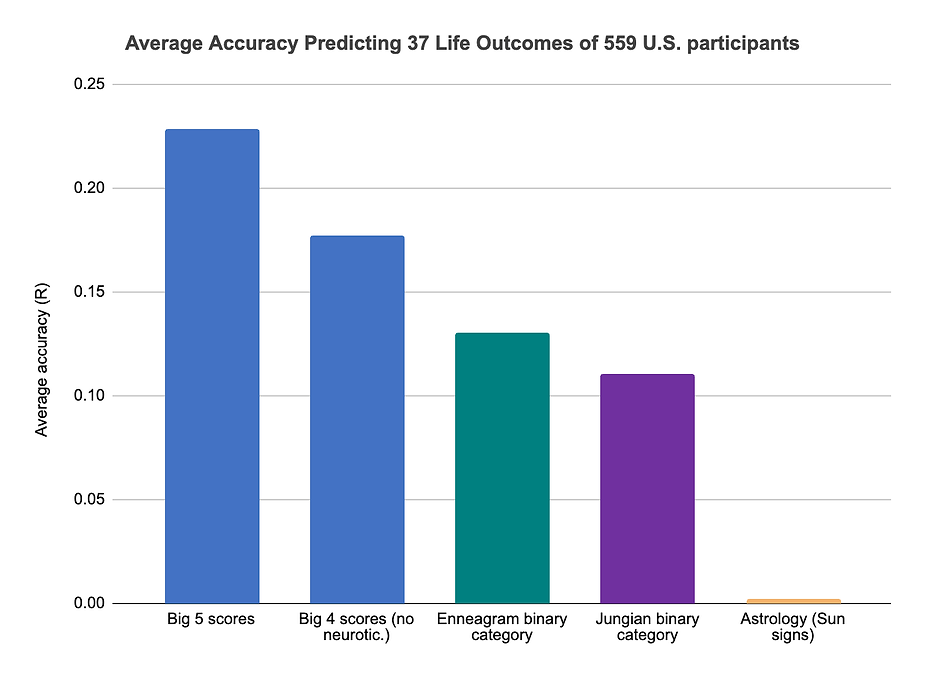 Average Accuracy Predicting 37 Life Outcomes of 559 U.S. participants
0.25
0.20
0.15
0.10
0.05
0.00
Average accuracy (R)
Big 5 scores
Big 4 scores (no
neurotic.)
Enneagram binary
category
Jungian binary
category
Astrology (Sun
signs)